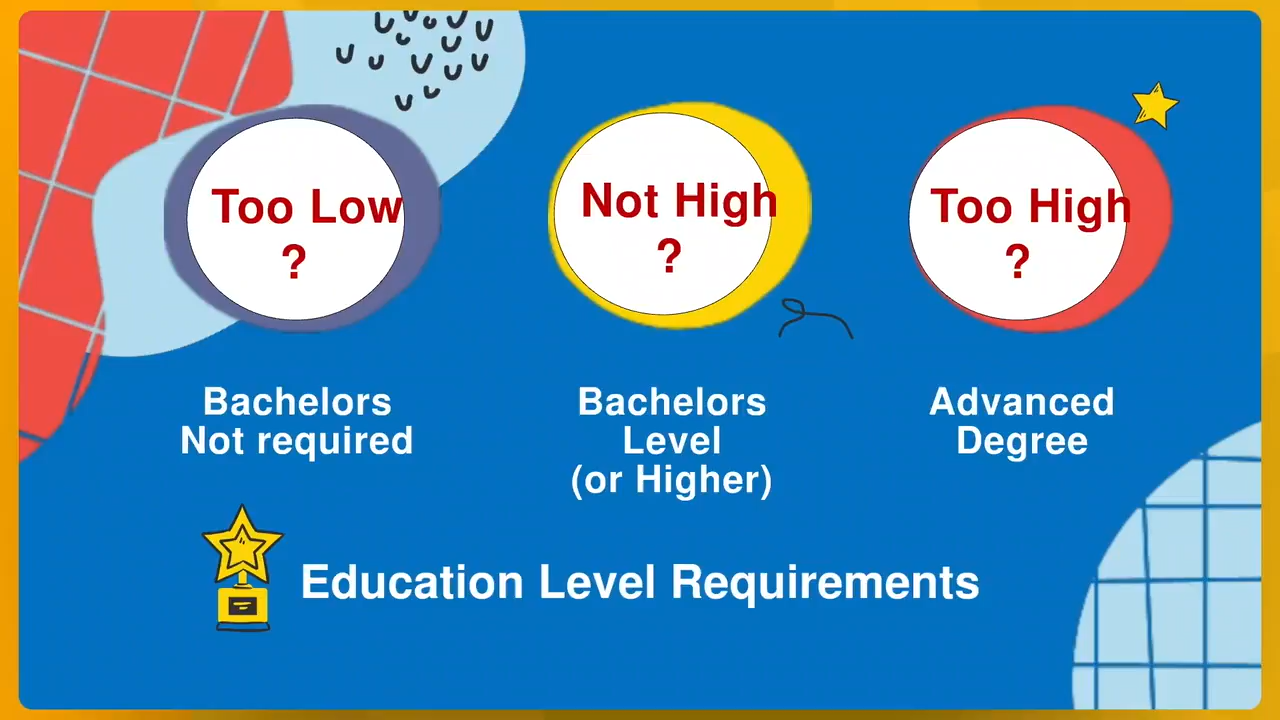 Too Low
?
Bachelors
Not required
Not High
?
Bachelors
Level
(or Higher)
Too High
?
Advanced
Degree
Education Level Requirements